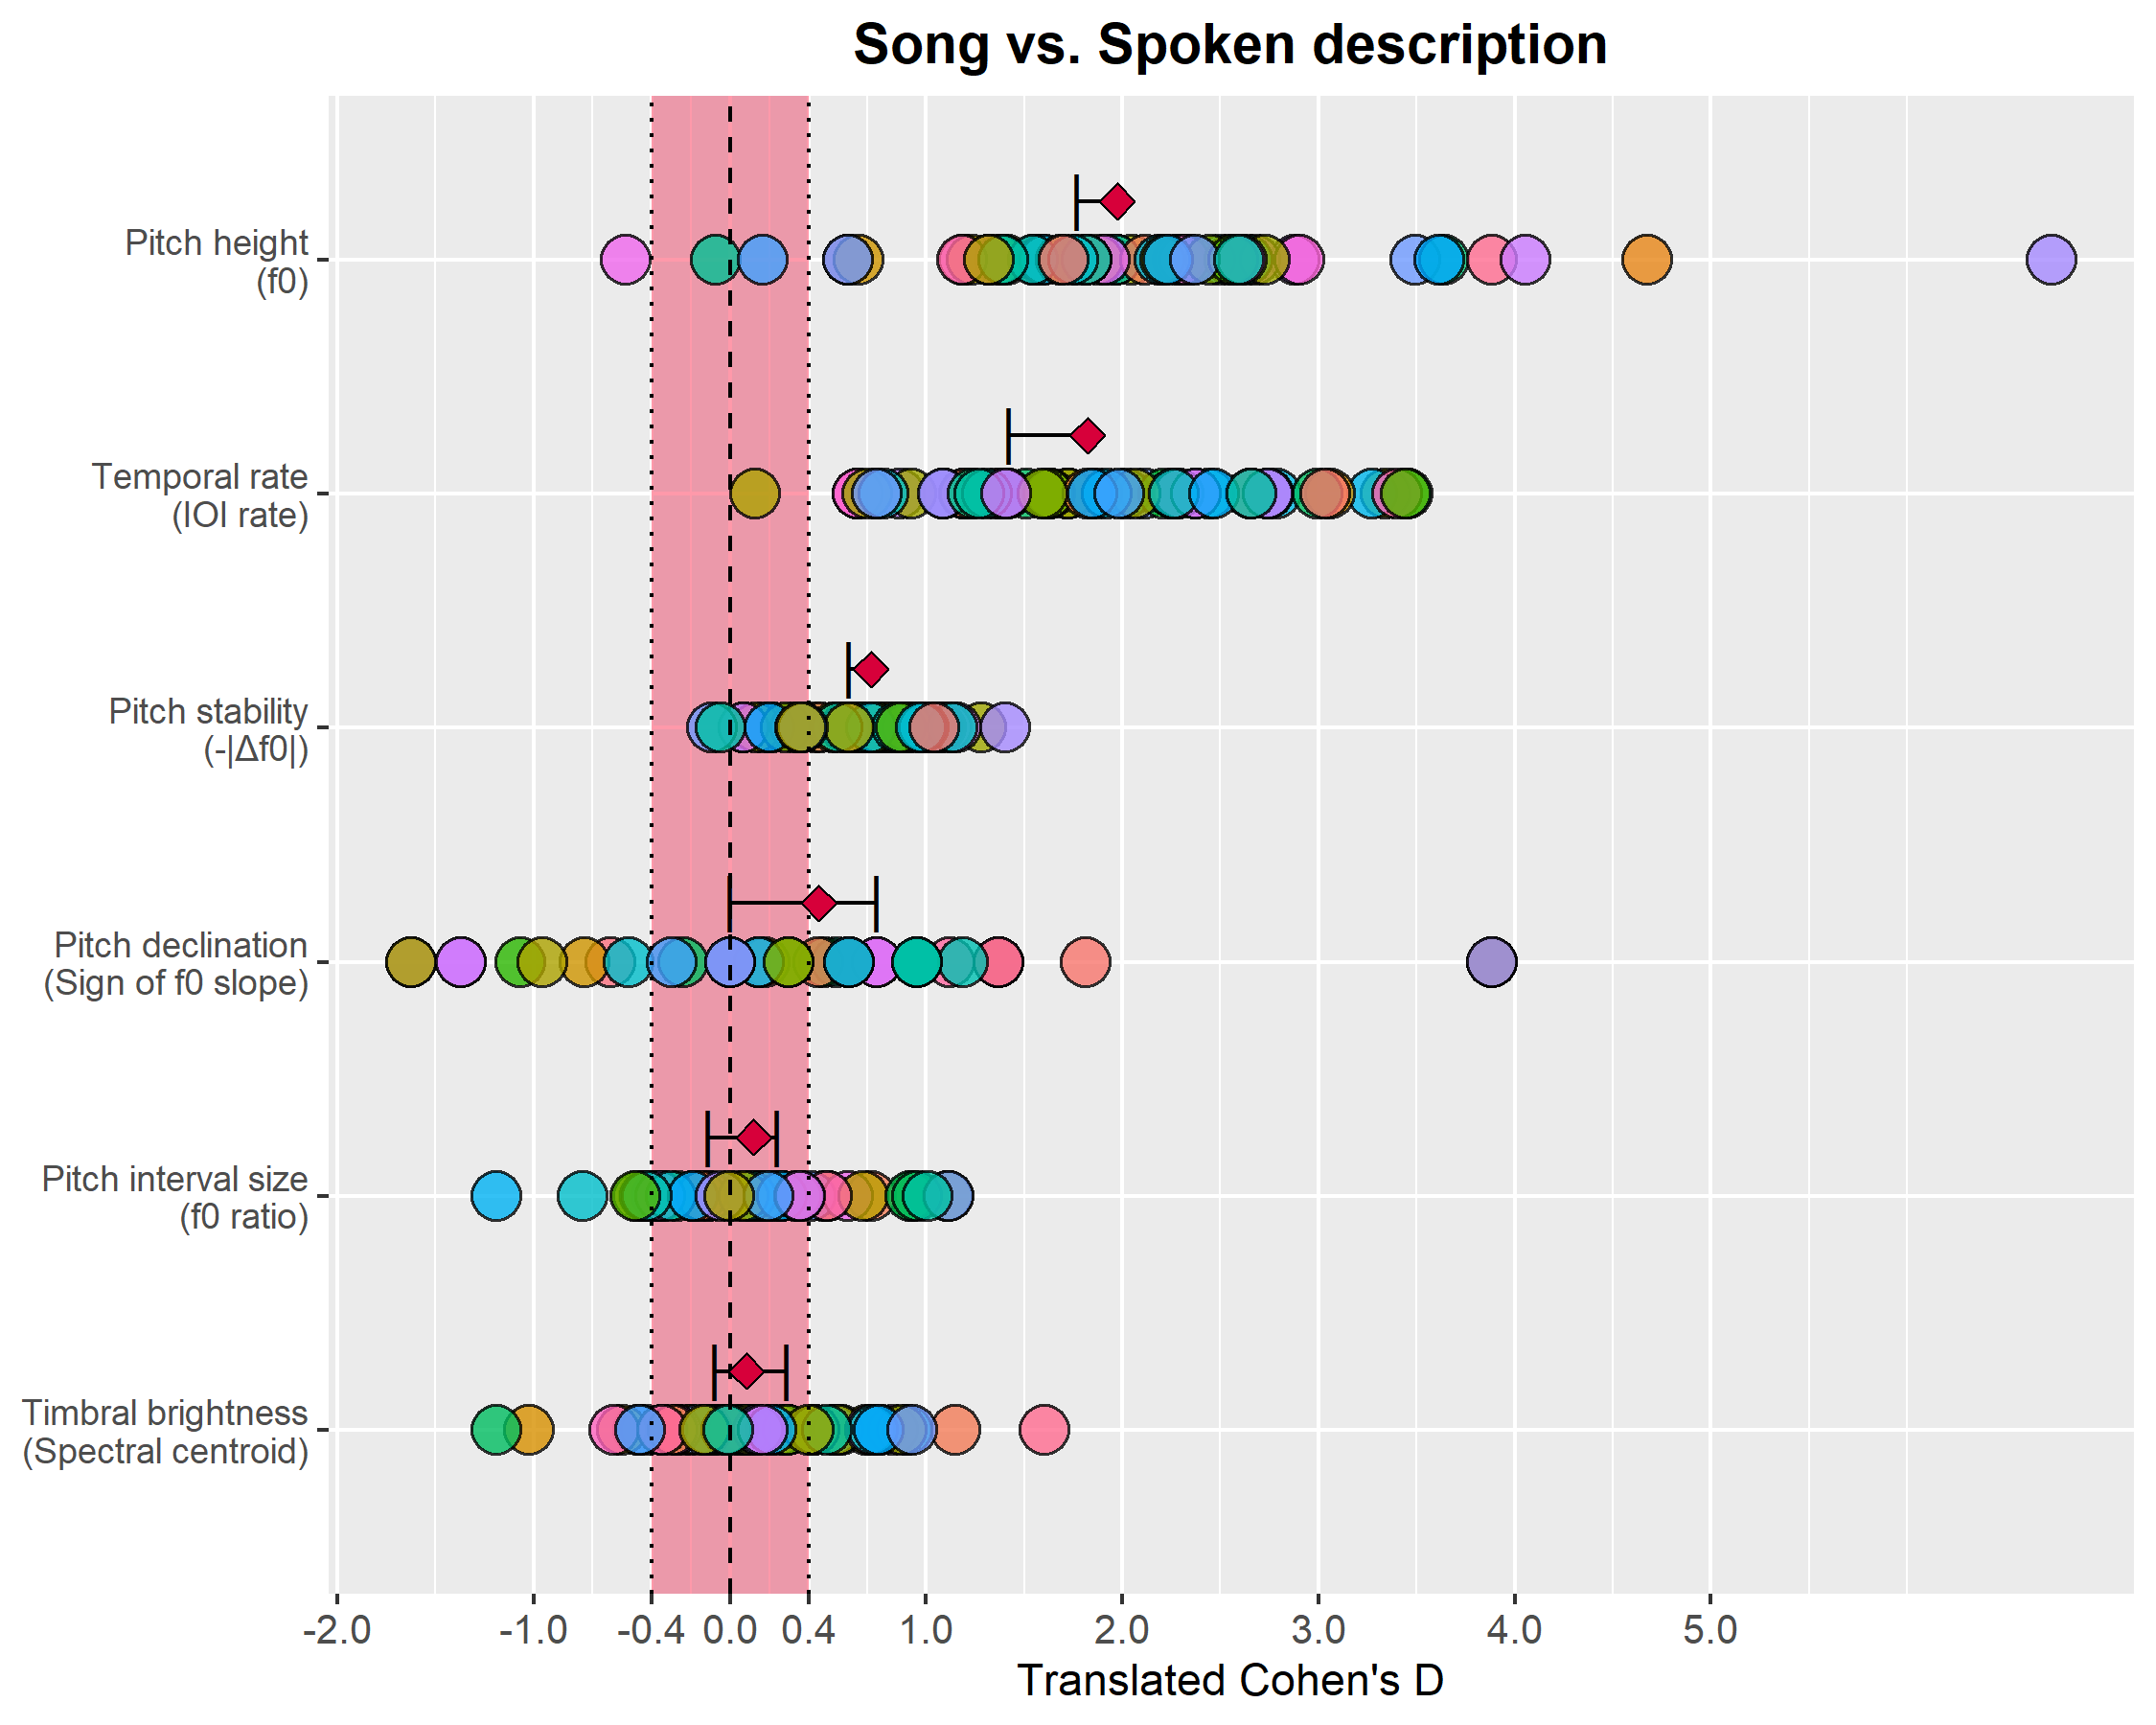 Song vs. Spoken description
Pitch height
(f0)
Temporal rate
(IOI rate)
Pitch stability
(-|Δf0|)
Pitch declination
(Sign of f0 slope)
Pitch interval size
(f0 ratio)
Timbral brightness
(Spectral centroid)
-2.0 -1.0 -0.4 0.0 0.4 1.0 2.0 3.0 4.0 5.0
Translated Cohen's D